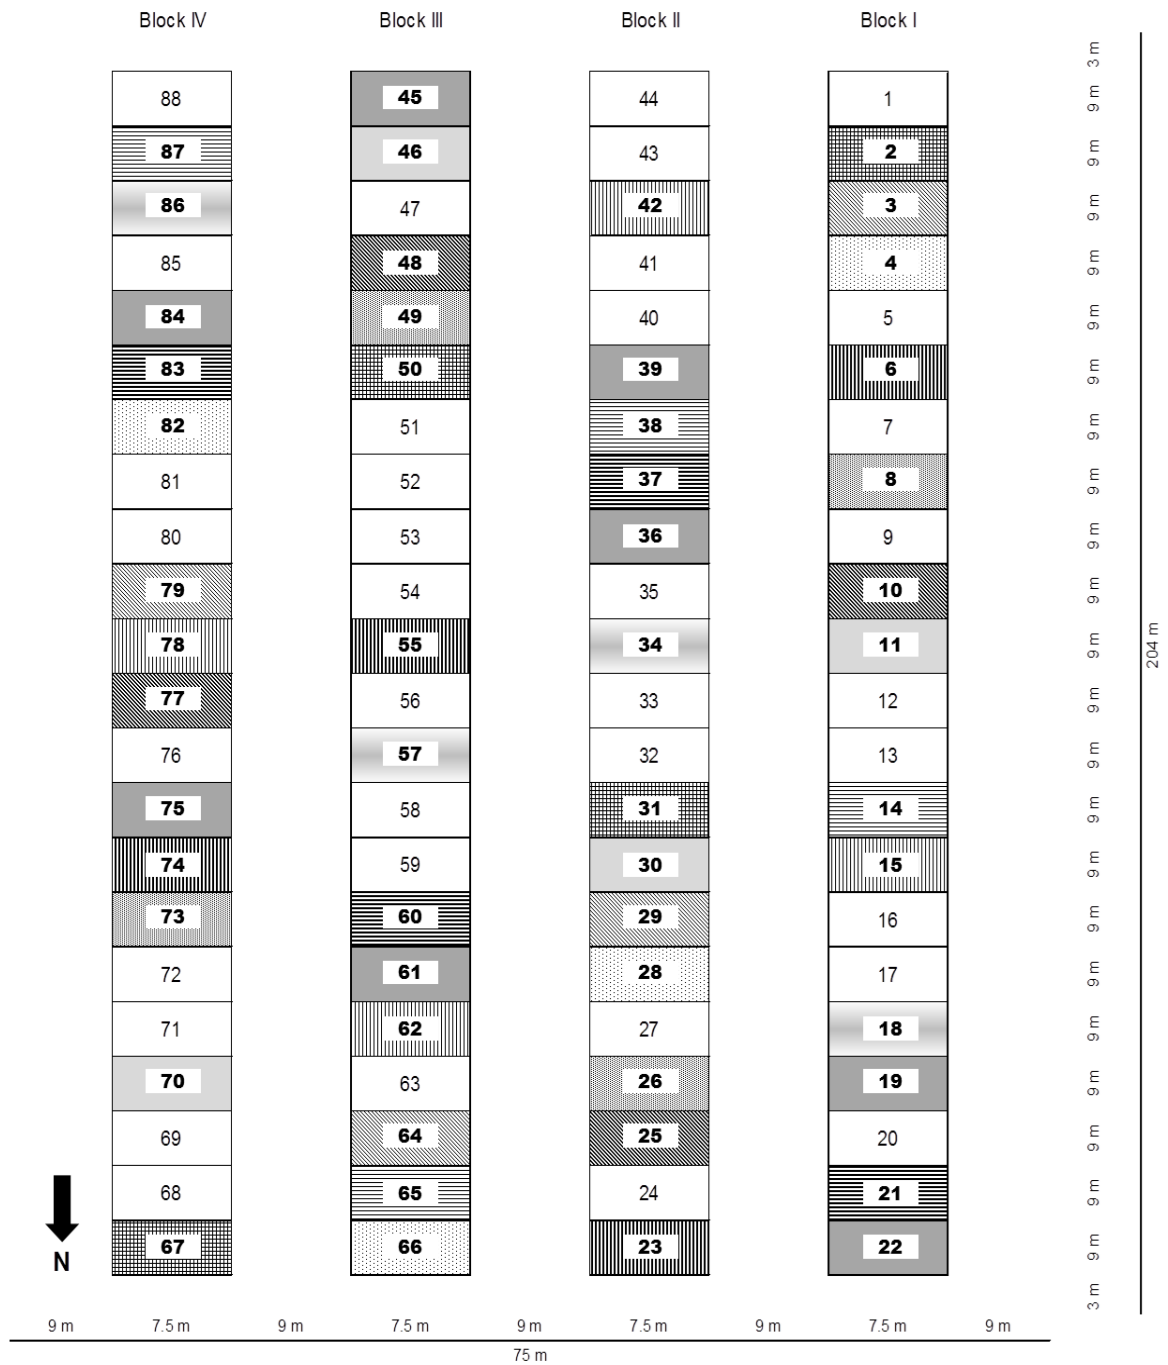 Block IV Block III Block II Block I
3 m
88 45 44 1 9 m
87 46 43 2 9 m
86 47 42 3 9 m
85 48 41 4 9 m
84 49 40 5 9 m
83 50 39 6 9 m
82 51 38 7 9 m
81 52 37 8 9 m
80 53 36 9 9 m
79 54 35 10 9 m
78 55 34 11 9 m
204 m
77 56 33 12 9 m
76 57 32 13 9 m
75 58 31 14 9 m
74 59 30 15 9 m
73 60 29 16 9 m
72 61 28 17 9 m
71 62 27 18 9 m
70 63 26 19 9 m
69 64 25 20 9 m
68 65 24 21 9 m
67 66 23 22 9 m
N
3 m
9 m 7.5 m 9 m 7.5 m 9 m 7.5 m 9 m 7.5 m 9 m
75 m